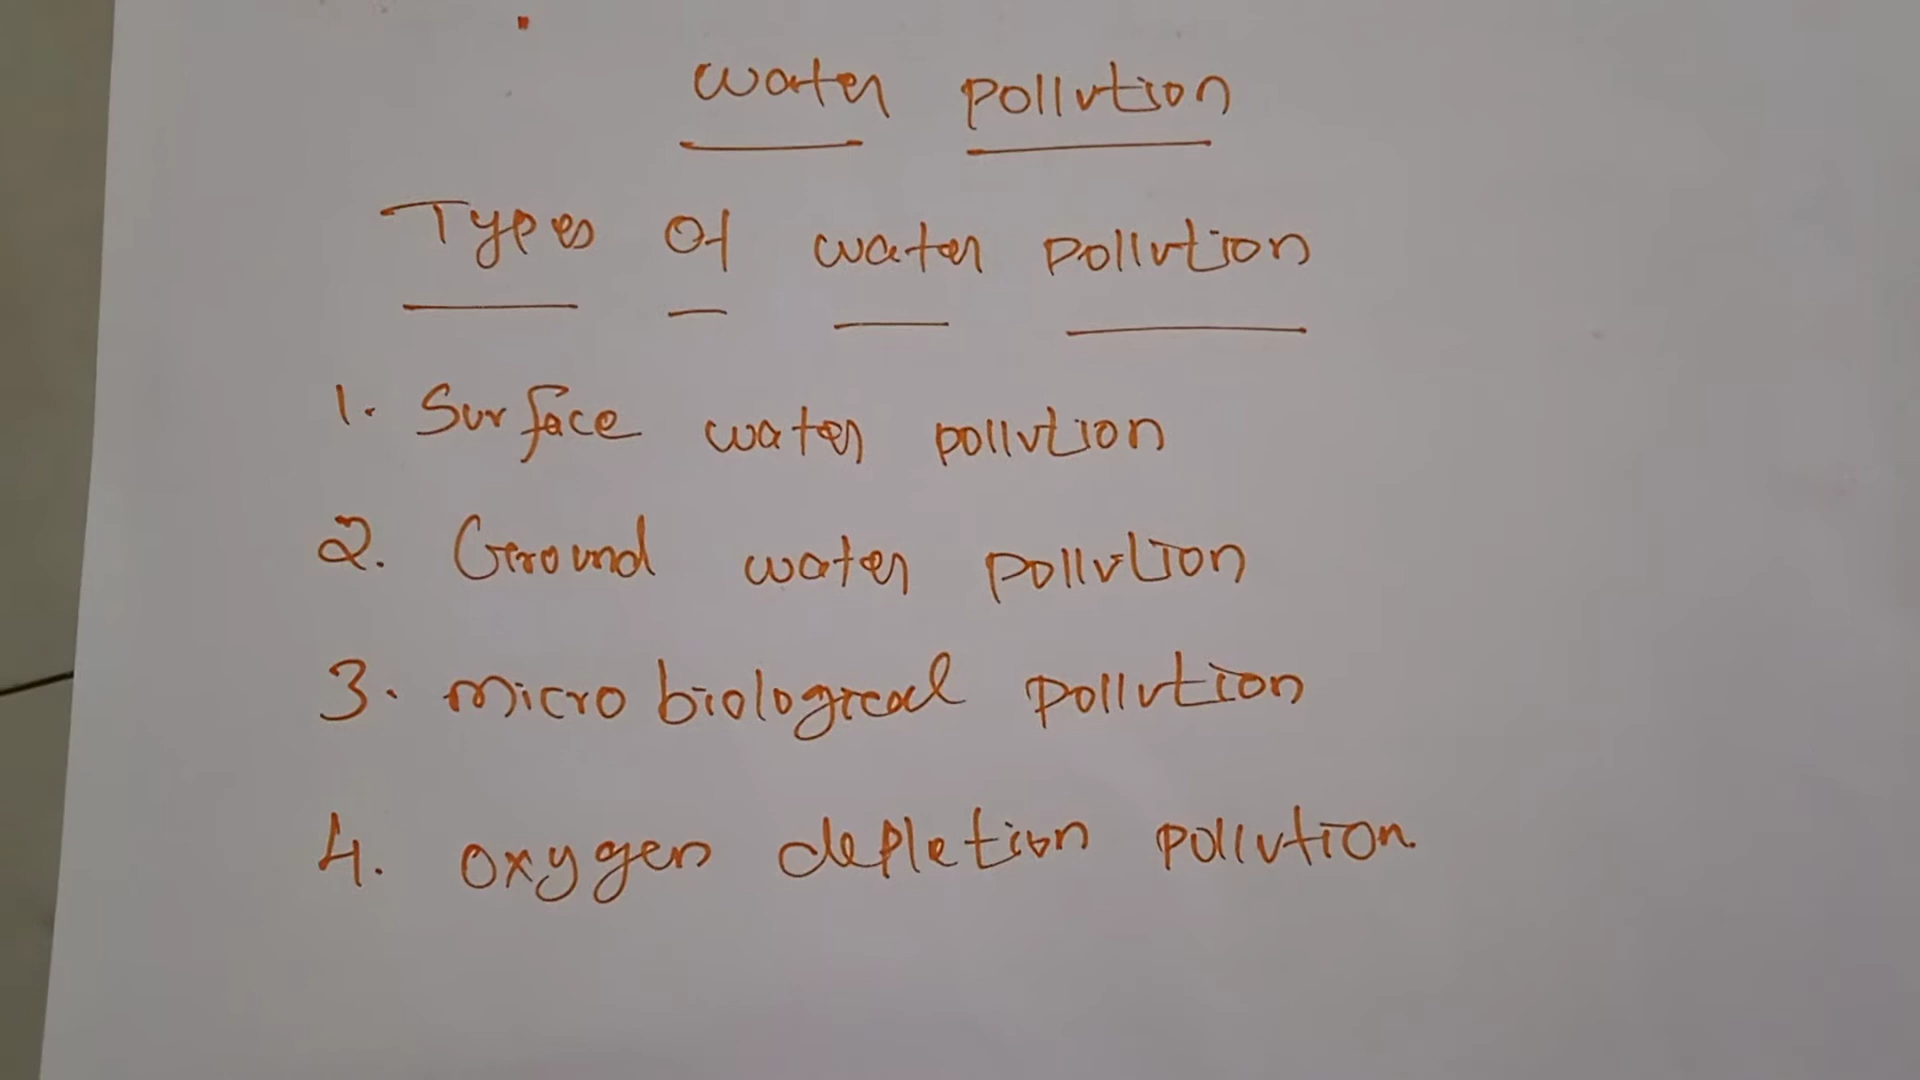 water pollution
Types Of water pollution
1. Surface water pollution
2. Ground water pollution
3. micro biological pollution
4. oxygen depletion pollution.